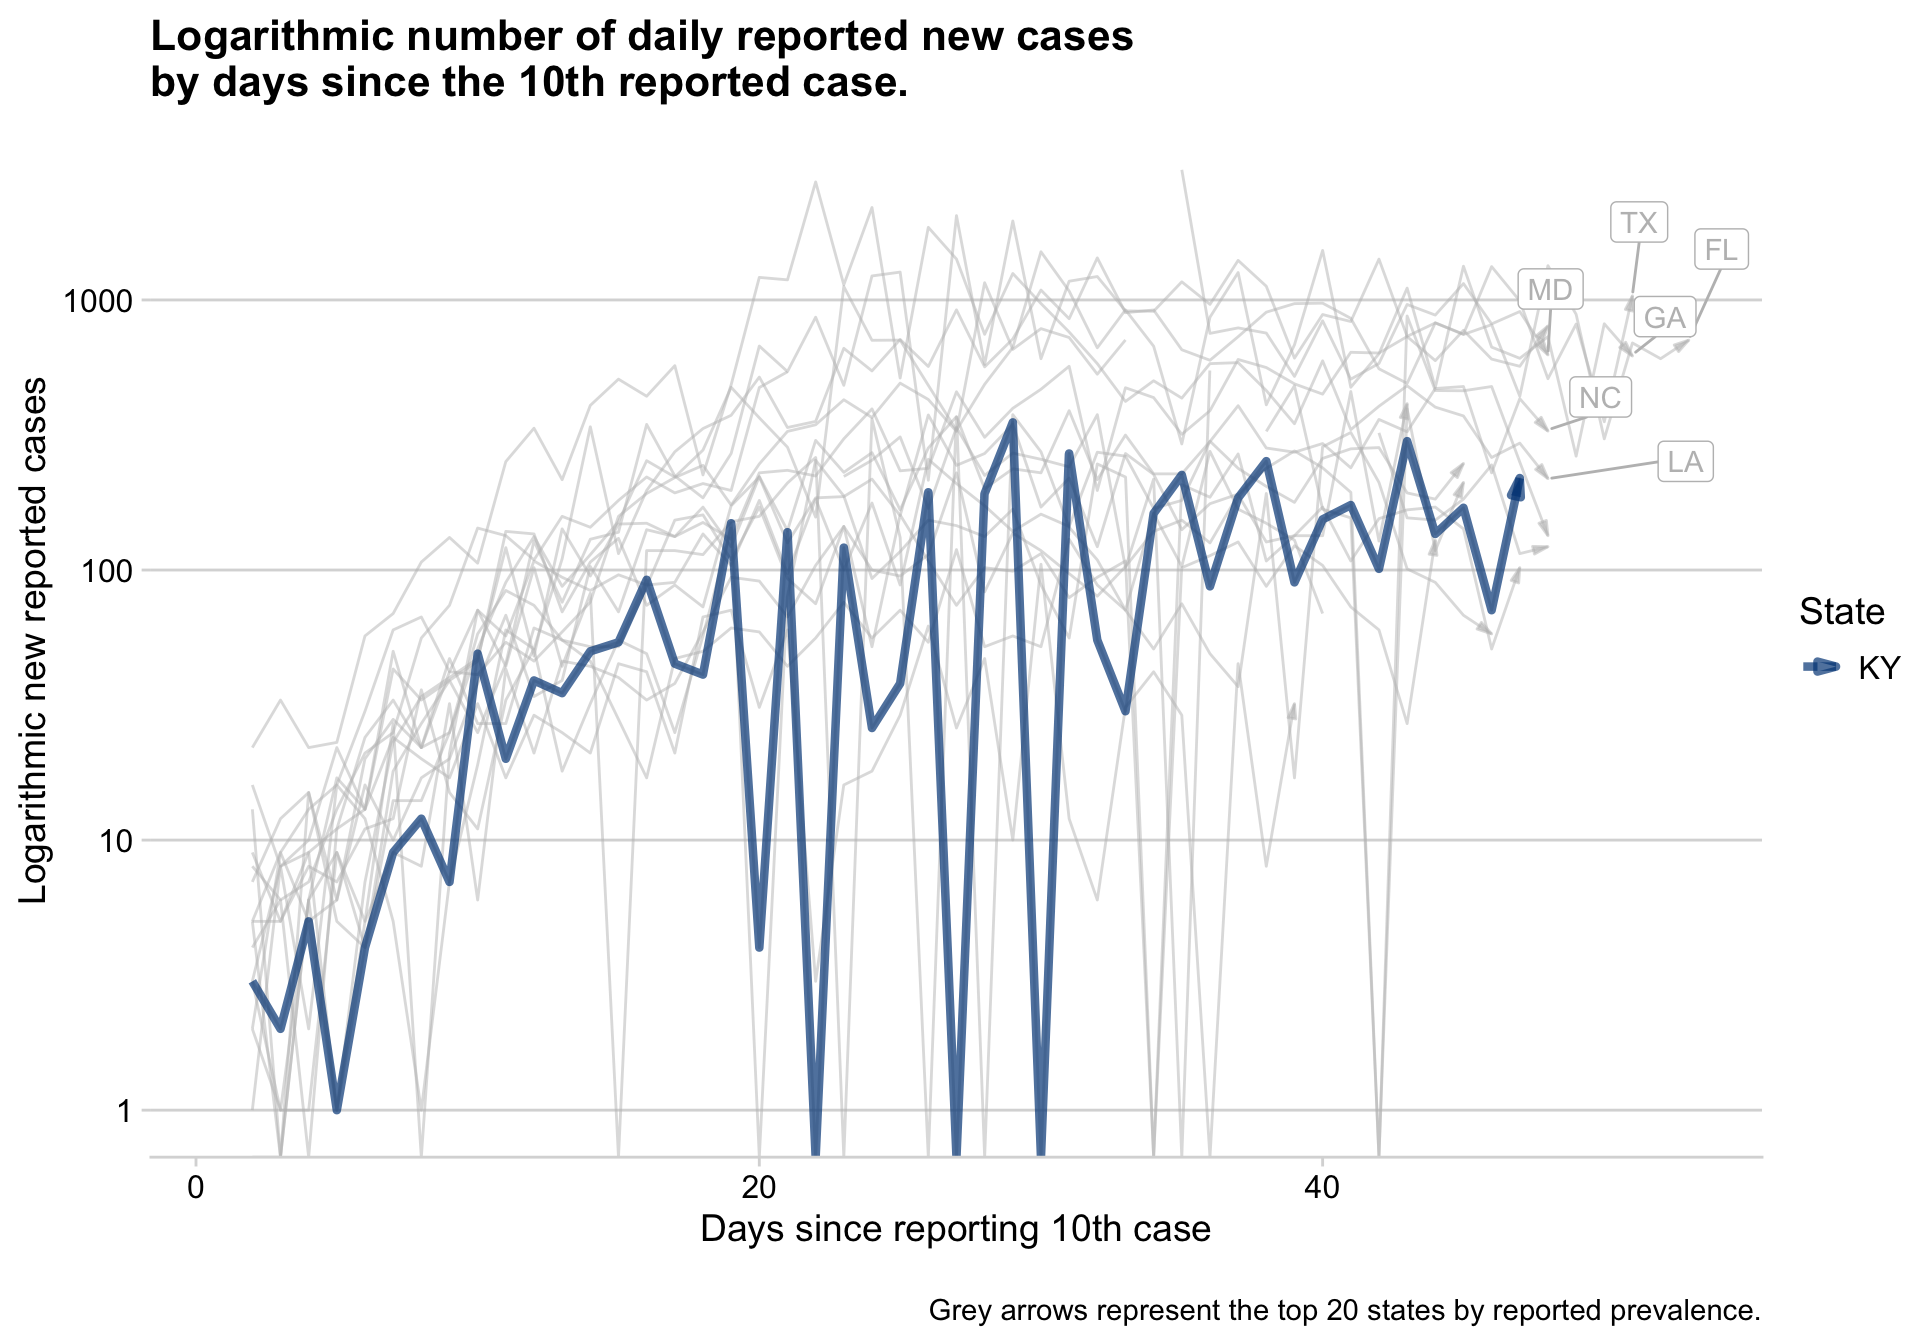 Logarithmic number of daily reported new cases
by days since the 10th reported case.
TX
FL
MD
GA
NC
LA
1000
100
10
1
Logarithmic new reported cases
0
20
40
Days since reporting 10th case
State
KY
Grey arrows represent the top 20 states by reported prevalence.